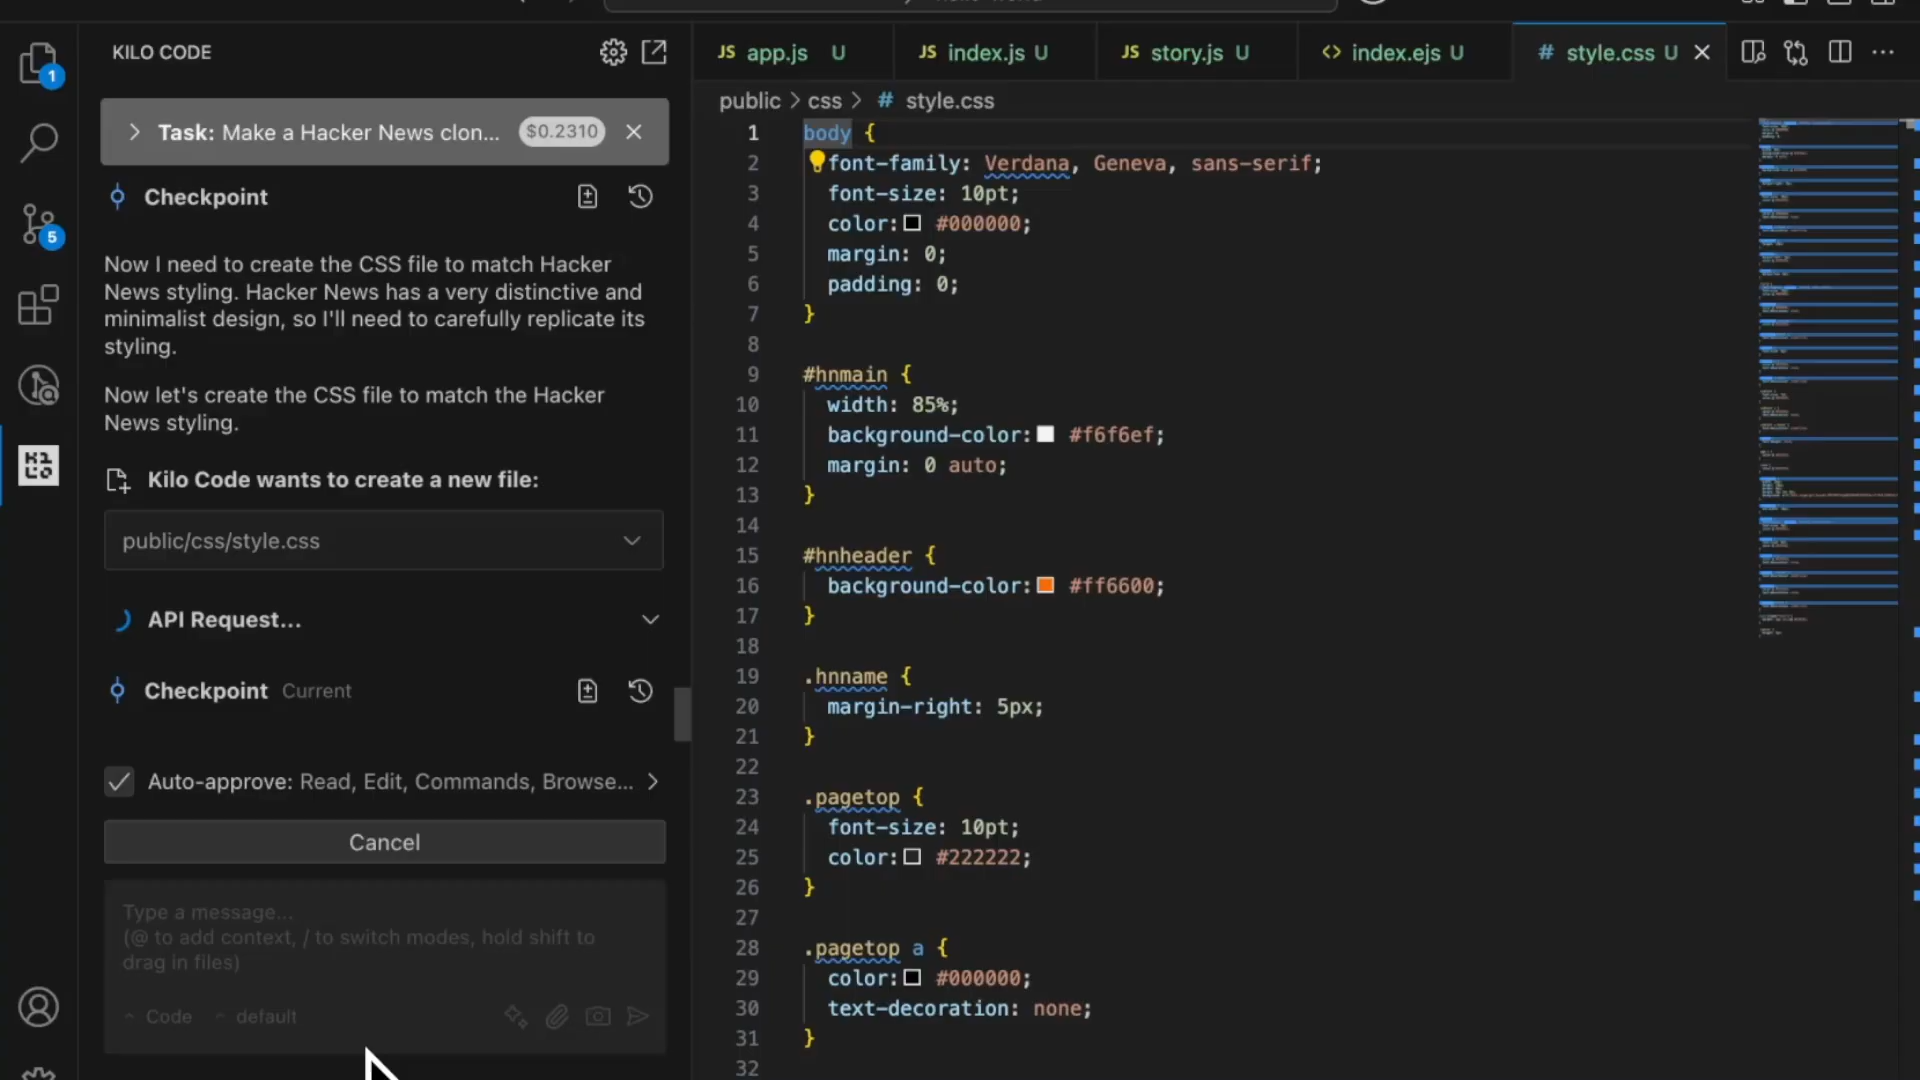 KILO CODE
Task: Make a Hacker News clon... $0.2310
Checkpoint
Now I need to create the CSS file to match Hacker
News styling. Hacker News has a very distinctive and
minimalist design, so I'll need to carefully replicate its
styling.
Now let's create the CSS file to match the Hacker
News styling.
Kilo Code wants to create a new file:
public/css/style.css
API Request...
Checkpoint Current
Auto-approve: Read, Edit, Commands, Browse...
Cancel
Type a message...
(@ to add context, / to switch modes, hold shift to
drag in files)
Code default
1
5
KILO
JS app.js U
JS index.js U
JS story.js U
<> index.ejs U
# style.css U
public > css > # style.css
1 body {
2 font-family: Verdana, Geneva, sans-serif;
3 font-size: 10pt;
4 color: #000000;
5 margin: 0;
6 padding: 0;
7 }
8
9 #hnmain {
10 width: 85%;
11 background-color: #f6f6ef;
12 margin: 0 auto;
13 }
14
15 #hnheader {
16 background-color: #ff6600;
17 }
18
19 .hnname {
20 margin-right: 5px;
21 }
22
23 .pagetop {
24 font-size: 10pt;
25 color: #222222;
26 }
27
28 .pagetop a {
29 color: #000000;
30 text-decoration: none;
31 }
32